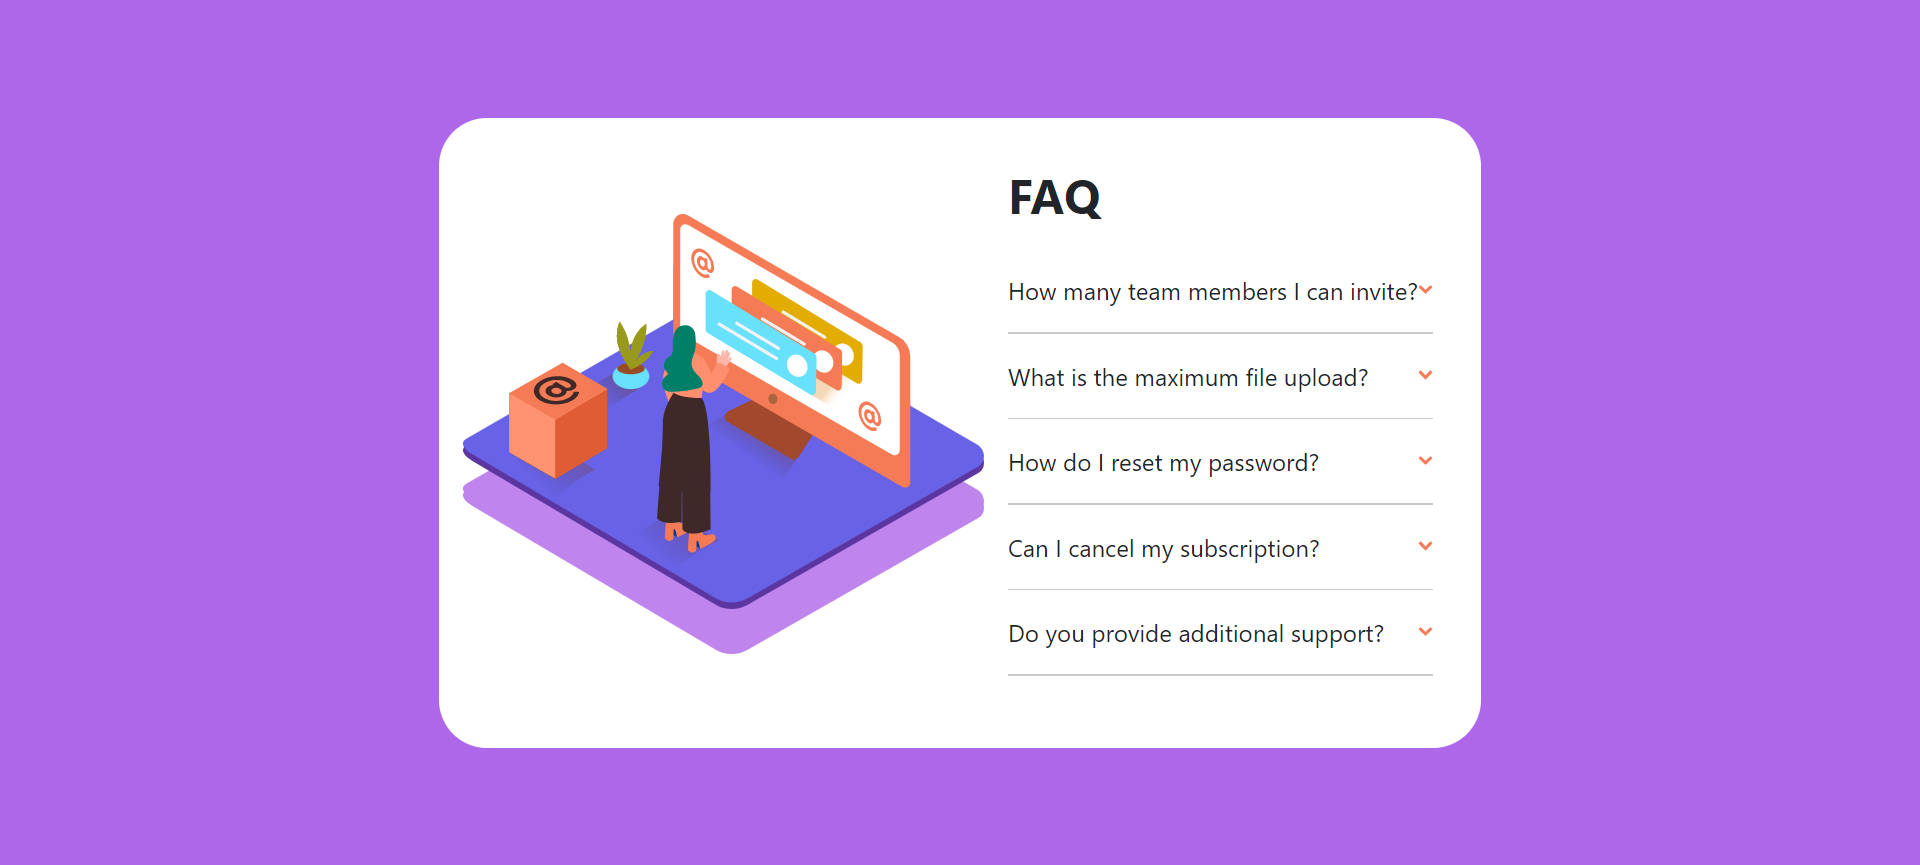 FAQ
How many team members I can invite?
What is the maximum file upload?
How do I reset my password?
Can I cancel my subscription?
Do you provide additional support?
@
@
@